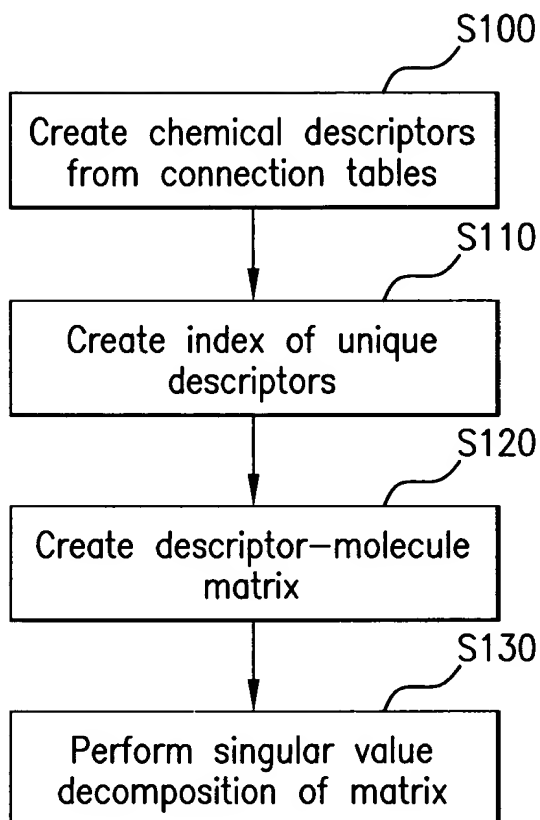 S100
Create chemical descriptors
from connection tables
S110
Create index of unique
descriptors
S120
Create descriptor–molecule
matrix
S130
Perform singular value
decomposition of matrix